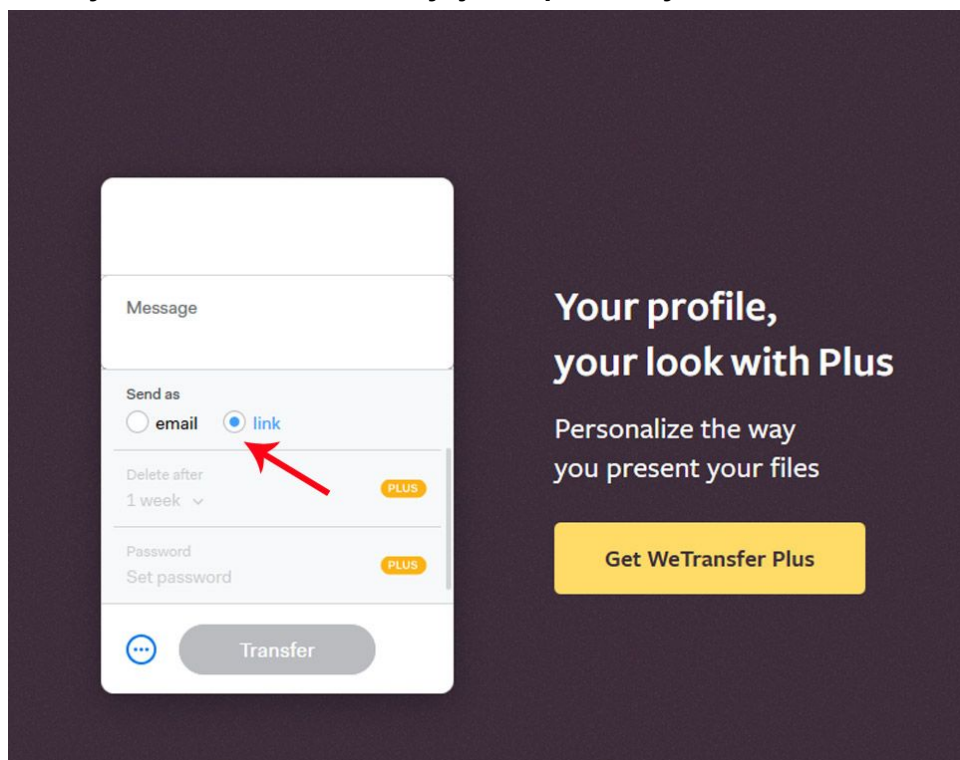 Message
Your profile,
your look with Plus
Send as
email link
Personalize the way
you present your files
Delete after
1 week
PLUS
Password
Set password
PLUS
Get WeTransfer Plus
Transfer